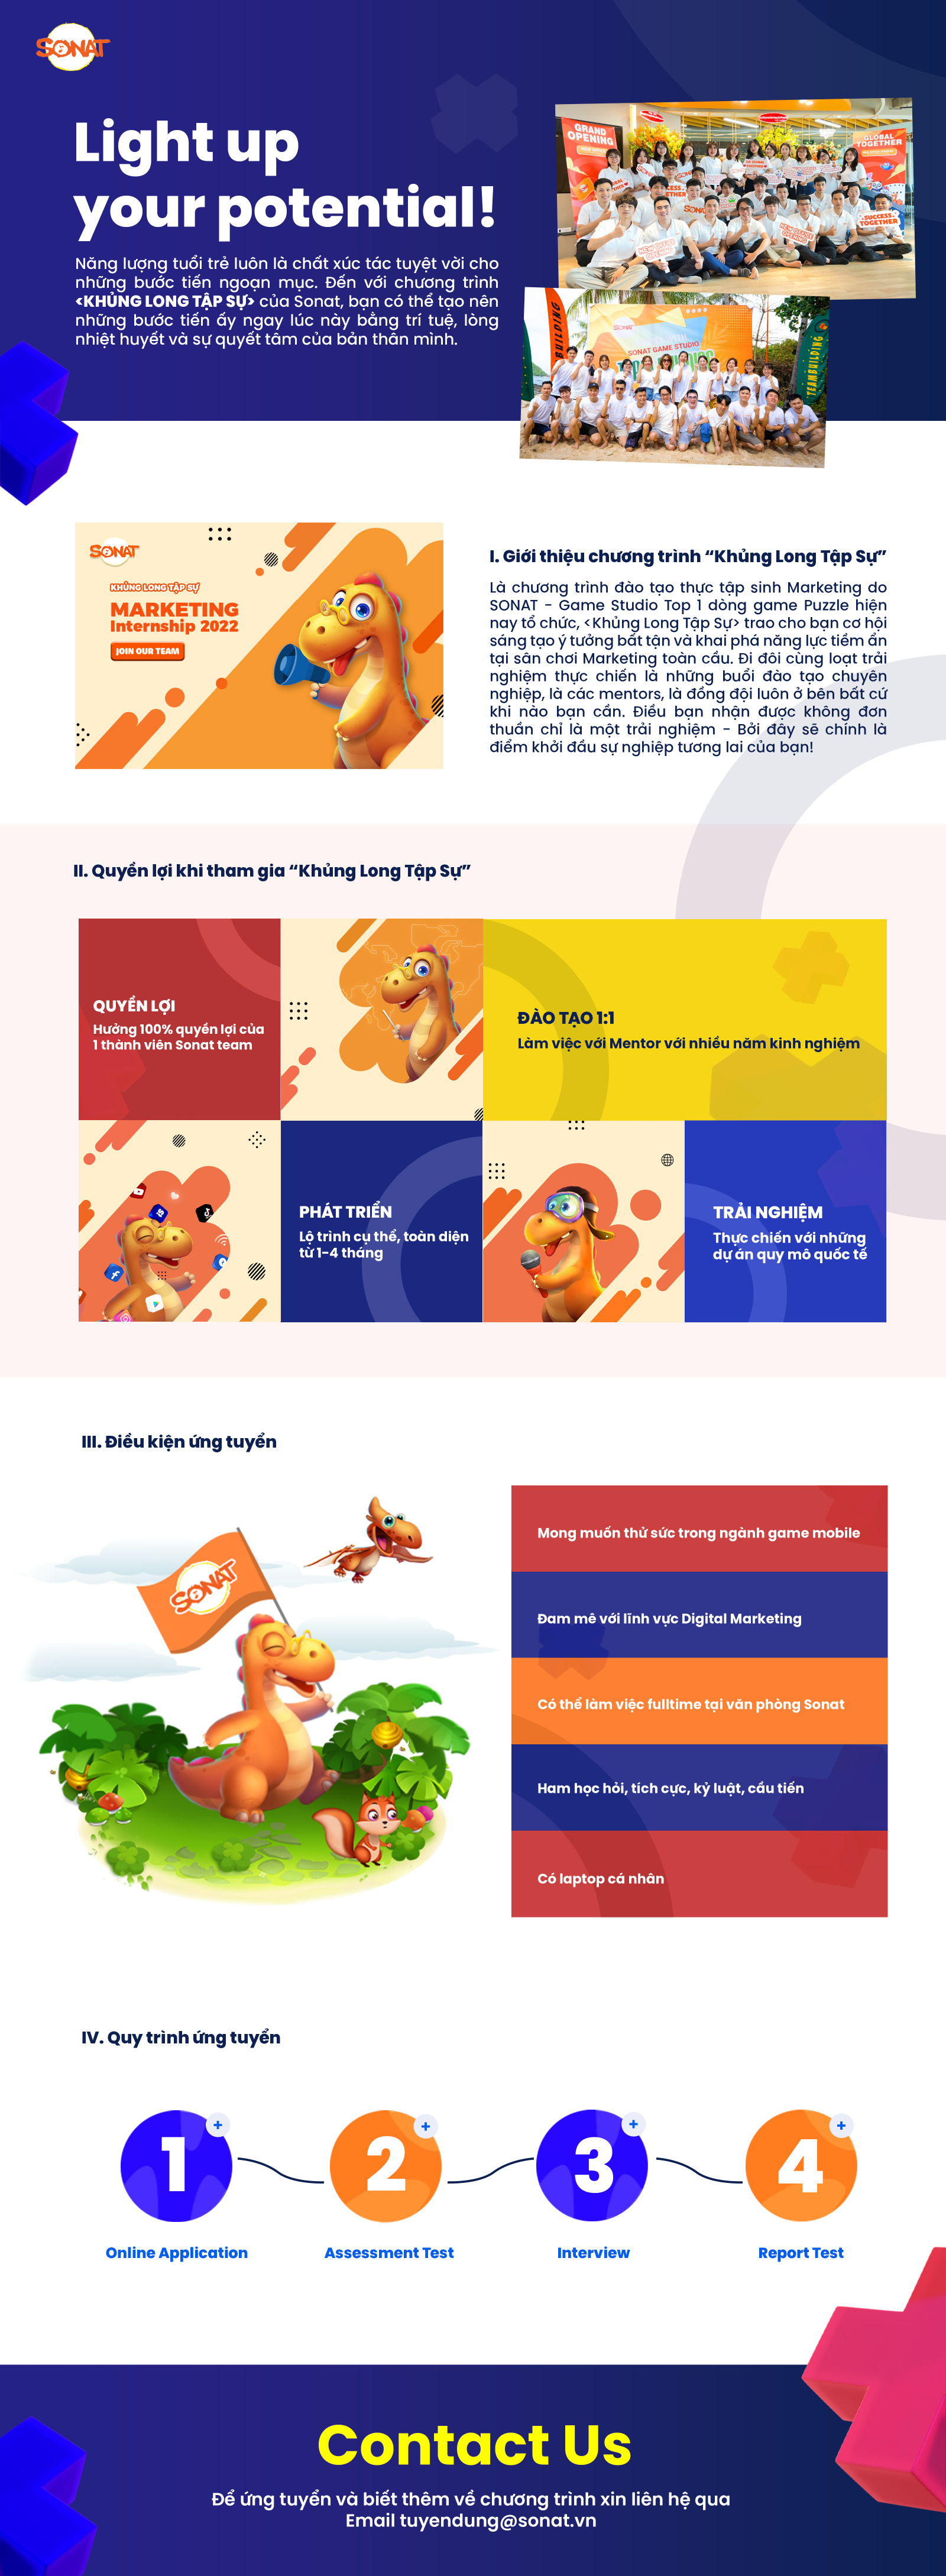 SONAT
Light up
your potential!
Năng lượng tuổi trẻ luôn là chất xúc tác tuyệt vời cho
những bước tiến ngoạn mục. Đến với chương trình
<KHỦNG LONG TẬP SỰ> của Sonat, bạn có thể tạo nên
những bước tiến ấy ngay lúc này bằng trí tuệ, lòng
nhiệt huyết và sự quyết tâm của bản thân mình.
GRAND
OPENING
GLOBAL
TOGETHER
SUCCESS
TOGETHER
BUILDING
SONAT GAME STUDIO
TEAMBUILDING
SONAT
KHỦNG LONG TẬP SỰ
MARKETING
Internship 2022
JOIN OUR TEAM
I. Giới thiệu chương trình “Khủng Long Tập Sự”
Là chương trình đào tạo thực tập sinh Marketing do
SONAT - Game Studio Top 1 dòng game Puzzle hiện
nay tổ chức, <Khủng Long Tập Sự> trao cho bạn cơ hội
sáng tạo ý tưởng bất tận và khai phá năng lực tiềm ẩn
tại sân chơi Marketing toàn cầu. Đi đôi cùng loạt trải
nghiệm thực chiến là những buổi đào tạo chuyên
nghiệp, là các mentors, là đồng đội luôn ở bên bất cứ
khi nào bạn cần. Điều bạn nhận được không đơn
thuần chỉ là một trải nghiệm - Bởi đây sẽ chính là
điểm khởi đầu sự nghiệp tương lai của bạn!
II. Quyền lợi khi tham gia “Khủng Long Tập Sự”
QUYỀN LỢI
Hưởng 100% quyền lợi của
1 thành viên Sonat team
ĐÀO TẠO 1:1
Làm việc với Mentor với nhiều năm kinh nghiệm
PHÁT TRIỂN
Lộ trình cụ thể, toàn diện
từ 1-4 tháng
TRẢI NGHIỆM
Thực chiến với những
dự án quy mô quốc tế
III. Điều kiện ứng tuyển
SONAT
Mong muốn thử sức trong ngành game mobile
Đam mê với lĩnh vực Digital Marketing
Có thể làm việc fulltime tại văn phòng Sonat
Ham học hỏi, tích cực, kỷ luật, cầu tiến
Có laptop cá nhân
IV. Quy trình ứng tuyển
1 + 2 + 3 + 4 +
Online Application Assessment Test Interview Report Test
Contact Us
Để ứng tuyển và biết thêm về chương trình xin liên hệ qua
Email tuyendung@sonat.vn